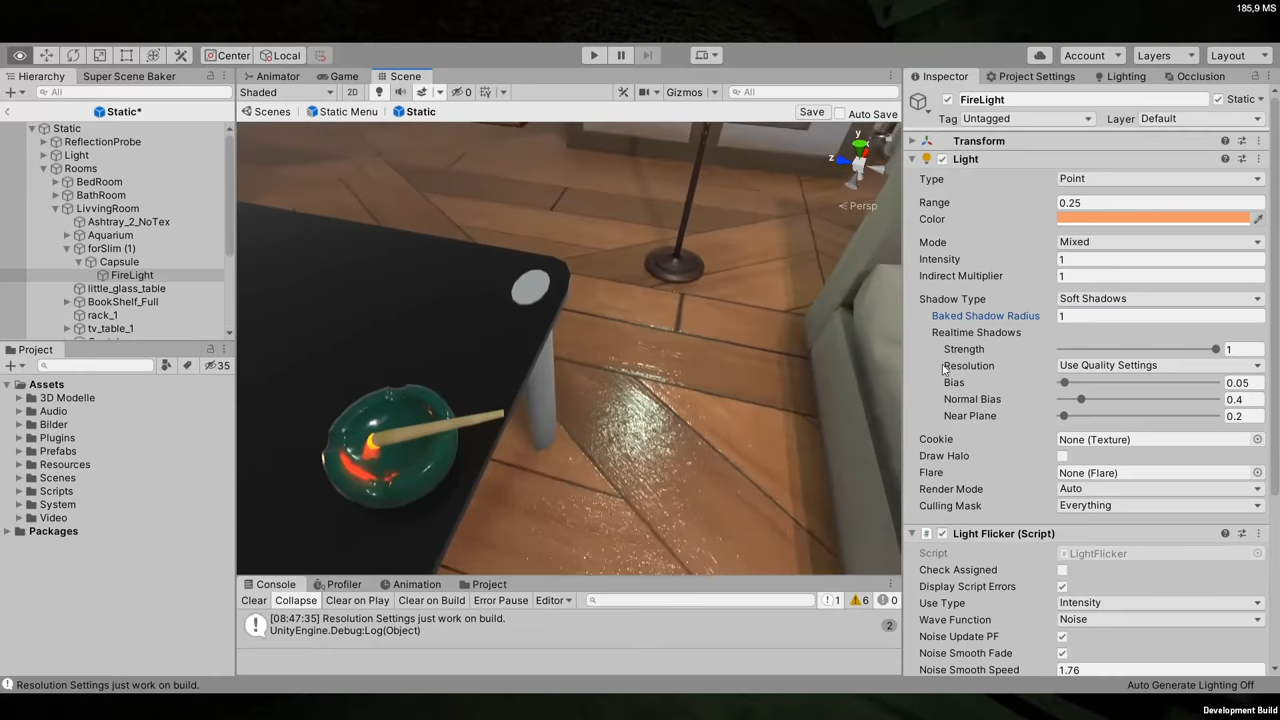 185,9 MS
Center Local
Account Layers Layout
Hierarchy Super Scene Baker
Animator Game Scene
Inspector Project Settings Lighting Occlusion
All
Shaded 2D 0 Gizmos All
FireLight Static
Static*
Scenes Static Menu Static
Save Auto Save
Tag Untagged Layer Default
Static
ReflectionProbe
Light
Rooms
BedRoom
BathRoom
LivvingRoom
Ashtray_2_NoTex
Aquarium
forSlim (1)
Capsule
FireLight
little_glass_table
BookShelf_Full
rack_1
tv_table_1
y
x
z
Persp
Transform
Light
Type Point
Range 0.25
Color
Mode Mixed
Intensity 1
Indirect Multiplier 1
Shadow Type Soft Shadows
Baked Shadow Radius 1
Realtime Shadows
Strength 1
Resolution Use Quality Settings
Bias 0.05
Normal Bias 0.4
Near Plane 0.2
Cookie None (Texture)
Draw Halo
Flare None (Flare)
Render Mode Auto
Culling Mask Everything
Light Flicker (Script)
Script LightFlicker
Check Assigned
Display Script Errors
Use Type Intensity
Wave Function Noise
Noise Update PF
Noise Smooth Fade
Noise Smooth Speed 1.76
Project
35
Assets
3D Modelle
Audio
Bilder
Plugins
Prefabs
Resources
Scenes
Scripts
System
Video
Packages
Console Profiler Animation Project
Clear Collapse Clear on Play Clear on Build Error Pause Editor 1 6 0
[08:47:35] Resolution Settings just work on build.
UnityEngine.Debug:Log(Object)
2
Resolution Settings just work on build.
Auto Generate Lighting Off
Development Build